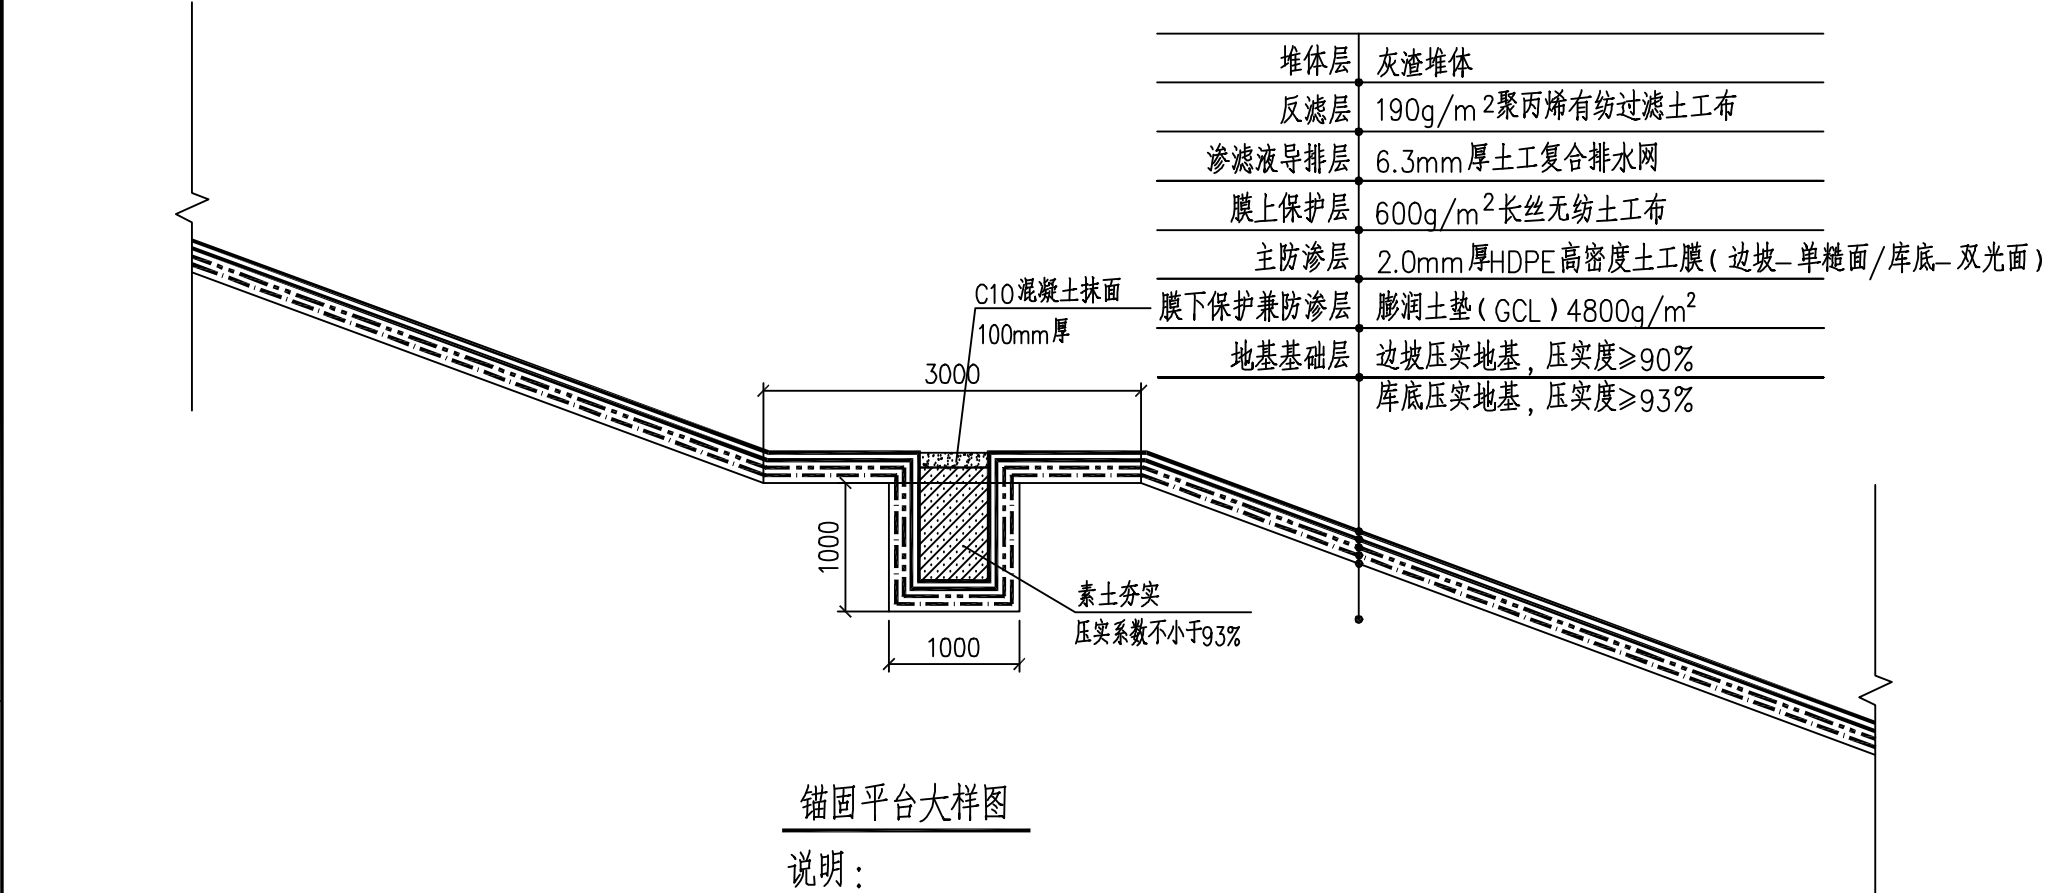 堆体层 灰渣堆体
反滤层 190g/m²聚丙烯有纺过滤土工布
渗滤液导排层 6.3mm厚土工复合排水网
膜上保护层 600g/m²长丝无纺土工布
主防渗层 2.0mm厚HDPE高密度土工膜(边坡-单糙面/库底-双光面)
膜下保护兼防渗层 膨润土垫(GCL)4800g/m²
地基基础层 边坡压实地基,压实度≥90%
库底压实地基,压实度≥93%
C10混凝土抹面
100mm厚
3000
1000
素土夯实
压实系数不小于93%
1000
锚固平台大样图
说明: